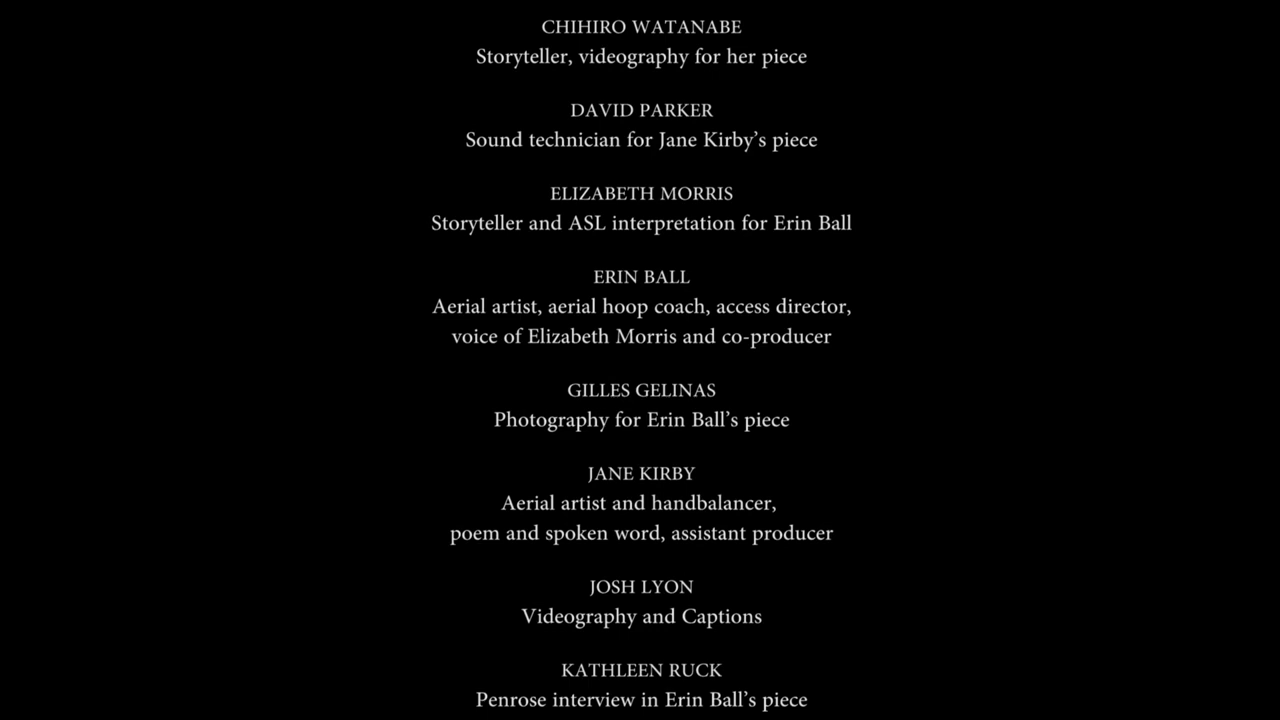 CHIHIRO WATANABE
Storyteller, videography for her piece
DAVID PARKER
Sound technician for Jane Kirby’s piece
ELIZABETH MORRIS
Storyteller and ASL interpretation for Erin Ball
ERIN BALL
Aerial artist, aerial hoop coach, access director,
voice of Elizabeth Morris and co-producer
GILLES GELINAS
Photography for Erin Ball’s piece
JANE KIRBY
Aerial artist and handbalancer,
poem and spoken word, assistant producer
JOSH LYON
Videography and Captions
KATHLEEN RUCK
Penrose interview in Erin Ball’s piece